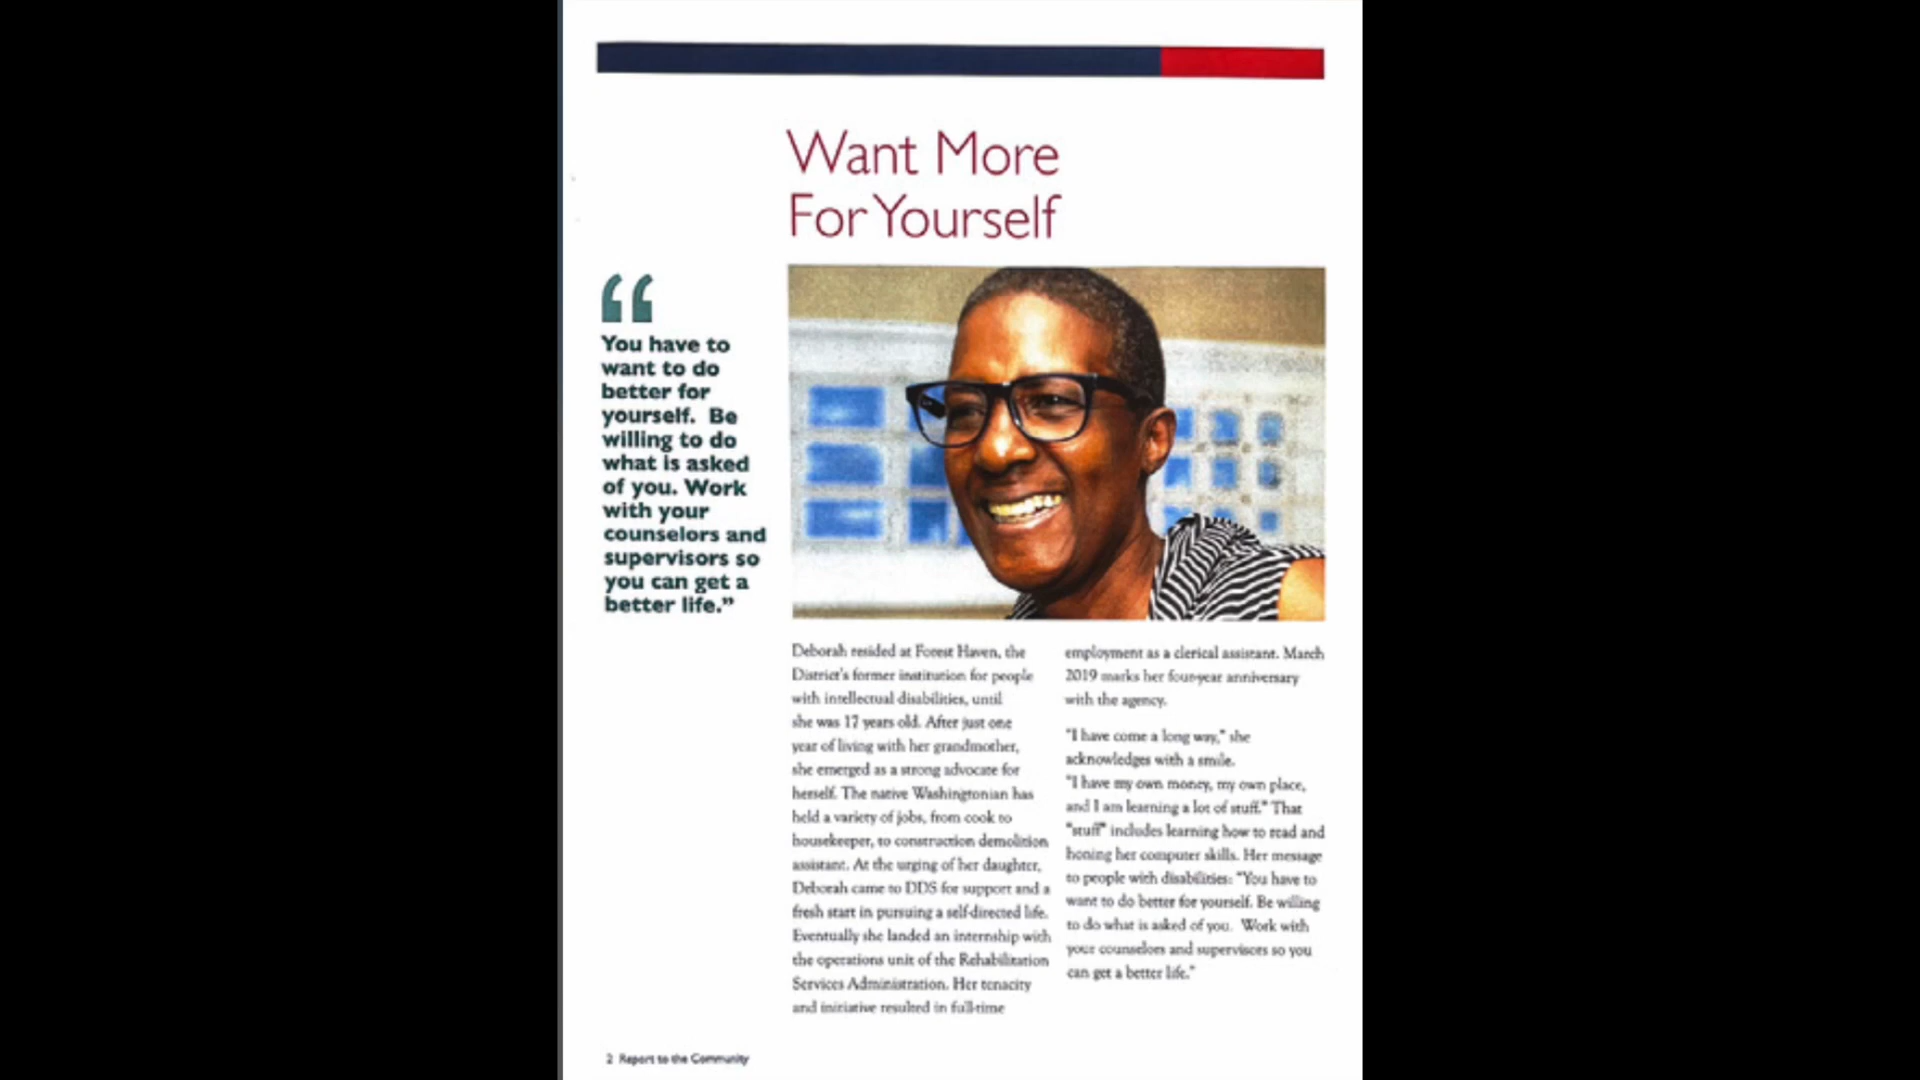 Want More
For Yourself
“
You have to
want to do
better for
yourself. Be
willing to do
what is asked
of you. Work
with your
counselors and
supervisors so
you can get a
better life.”
Deborah resided at Forest Haven, the
District's former institution for people
with intellectual disabilities, until
she was 17 years old. After just one
year of living with her grandmother,
she emerged as a strong advocate for
herself. The native Washingtonian has
held a variety of jobs, from cook to
housekeeper, to construction demolition
assistant. At the urging of her daughter,
Deborah came to DDS for support and a
fresh start in pursuing a self-directed life.
Eventually she landed an internship with
the operations unit of the Rehabilitation
Services Administration. Her tenacity
and initiative resulted in full-time
employment as a clerical assistant. March
2019 marks her four-year anniversary
with the agency.
"I have come a long way," she
acknowledges with a smile.
"I have my own money, my own place,
and I am learning a lot of stuff." That
"stuff" includes learning how to read and
honing her computer skills. Her message
to people with disabilities: "You have to
want to do better for yourself. Be willing
to do what is asked of you. Work with
your counselors and supervisors so you
can get a better life."
2 Report to the Community